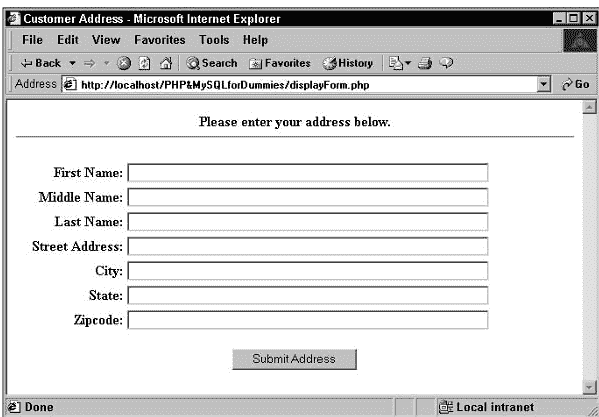 Customer Address - Microsoft Internet Explorer
File Edit View Favorites Tools Help
Back Search Favorites History
Address http://localhost/PHP&MySQLforDummies/displayForm.php Go
Please enter your address below.
First Name:
Middle Name:
Last Name:
Street Address:
City:
State:
Zipcode:
Submit Address
Done Local intranet